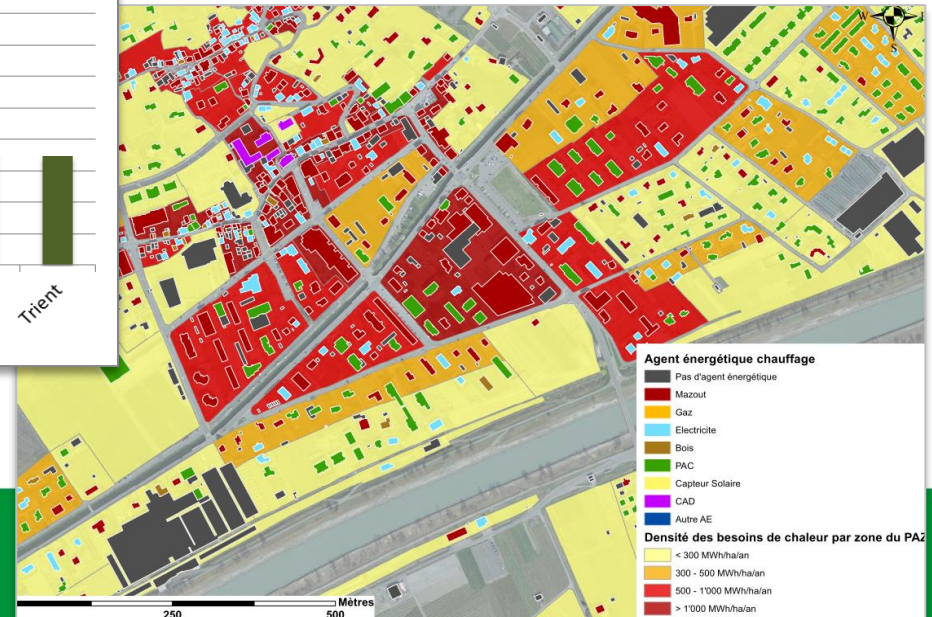 Trient
W
S
Agent énergétique chauffage
Pas d'agent énergétique
Mazout
Gaz
Electricite
Bois
PAC
Capteur Solaire
CAD
Autre AE
Densité des besoins de chaleur par zone du PAZ
< 300 MWh/ha/an
300 - 500 MWh/ha/an
500 - 1'000 MWh/ha/an
> 1'000 MWh/ha/an
Mètres
250
500